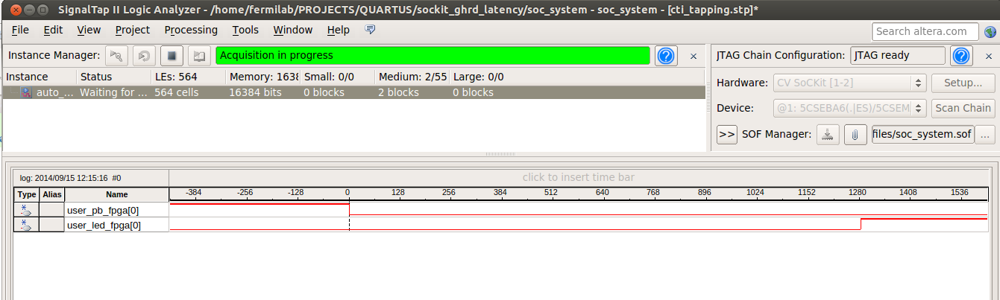 SignalTap II Logic Analyzer - /home/fermilab/PROJECTS/QUARTUS/sockit_ghrd_latency/soc_system - soc_system - [cti_tapping.stp]*
File Edit View Project Processing Tools Window Help Search altera.com
Instance Manager: Acquisition in progress
Instance Status LEs: 564 Memory: 1638 Small: 0/0 Medium: 2/55 Large: 0/0
auto_... Waiting for ... 564 cells 16384 bits 0 blocks 2 blocks 0 blocks
JTAG Chain Configuration: JTAG ready
Hardware: CV SoCKit [1-2] Setup...
Device: @1: 5CSEBA6(.|ES)/5CSEM Scan Chain
>> SOF Manager: files/soc_system.sof ...
log: 2014/09/15 12:15:16 #0 click to insert time bar
Type Alias Name -384 -256 -128 0 128 256 384 512 640 768 896 1024 1152 1280 1408 1536
user_pb_fpga[0]
user_led_fpga[0]